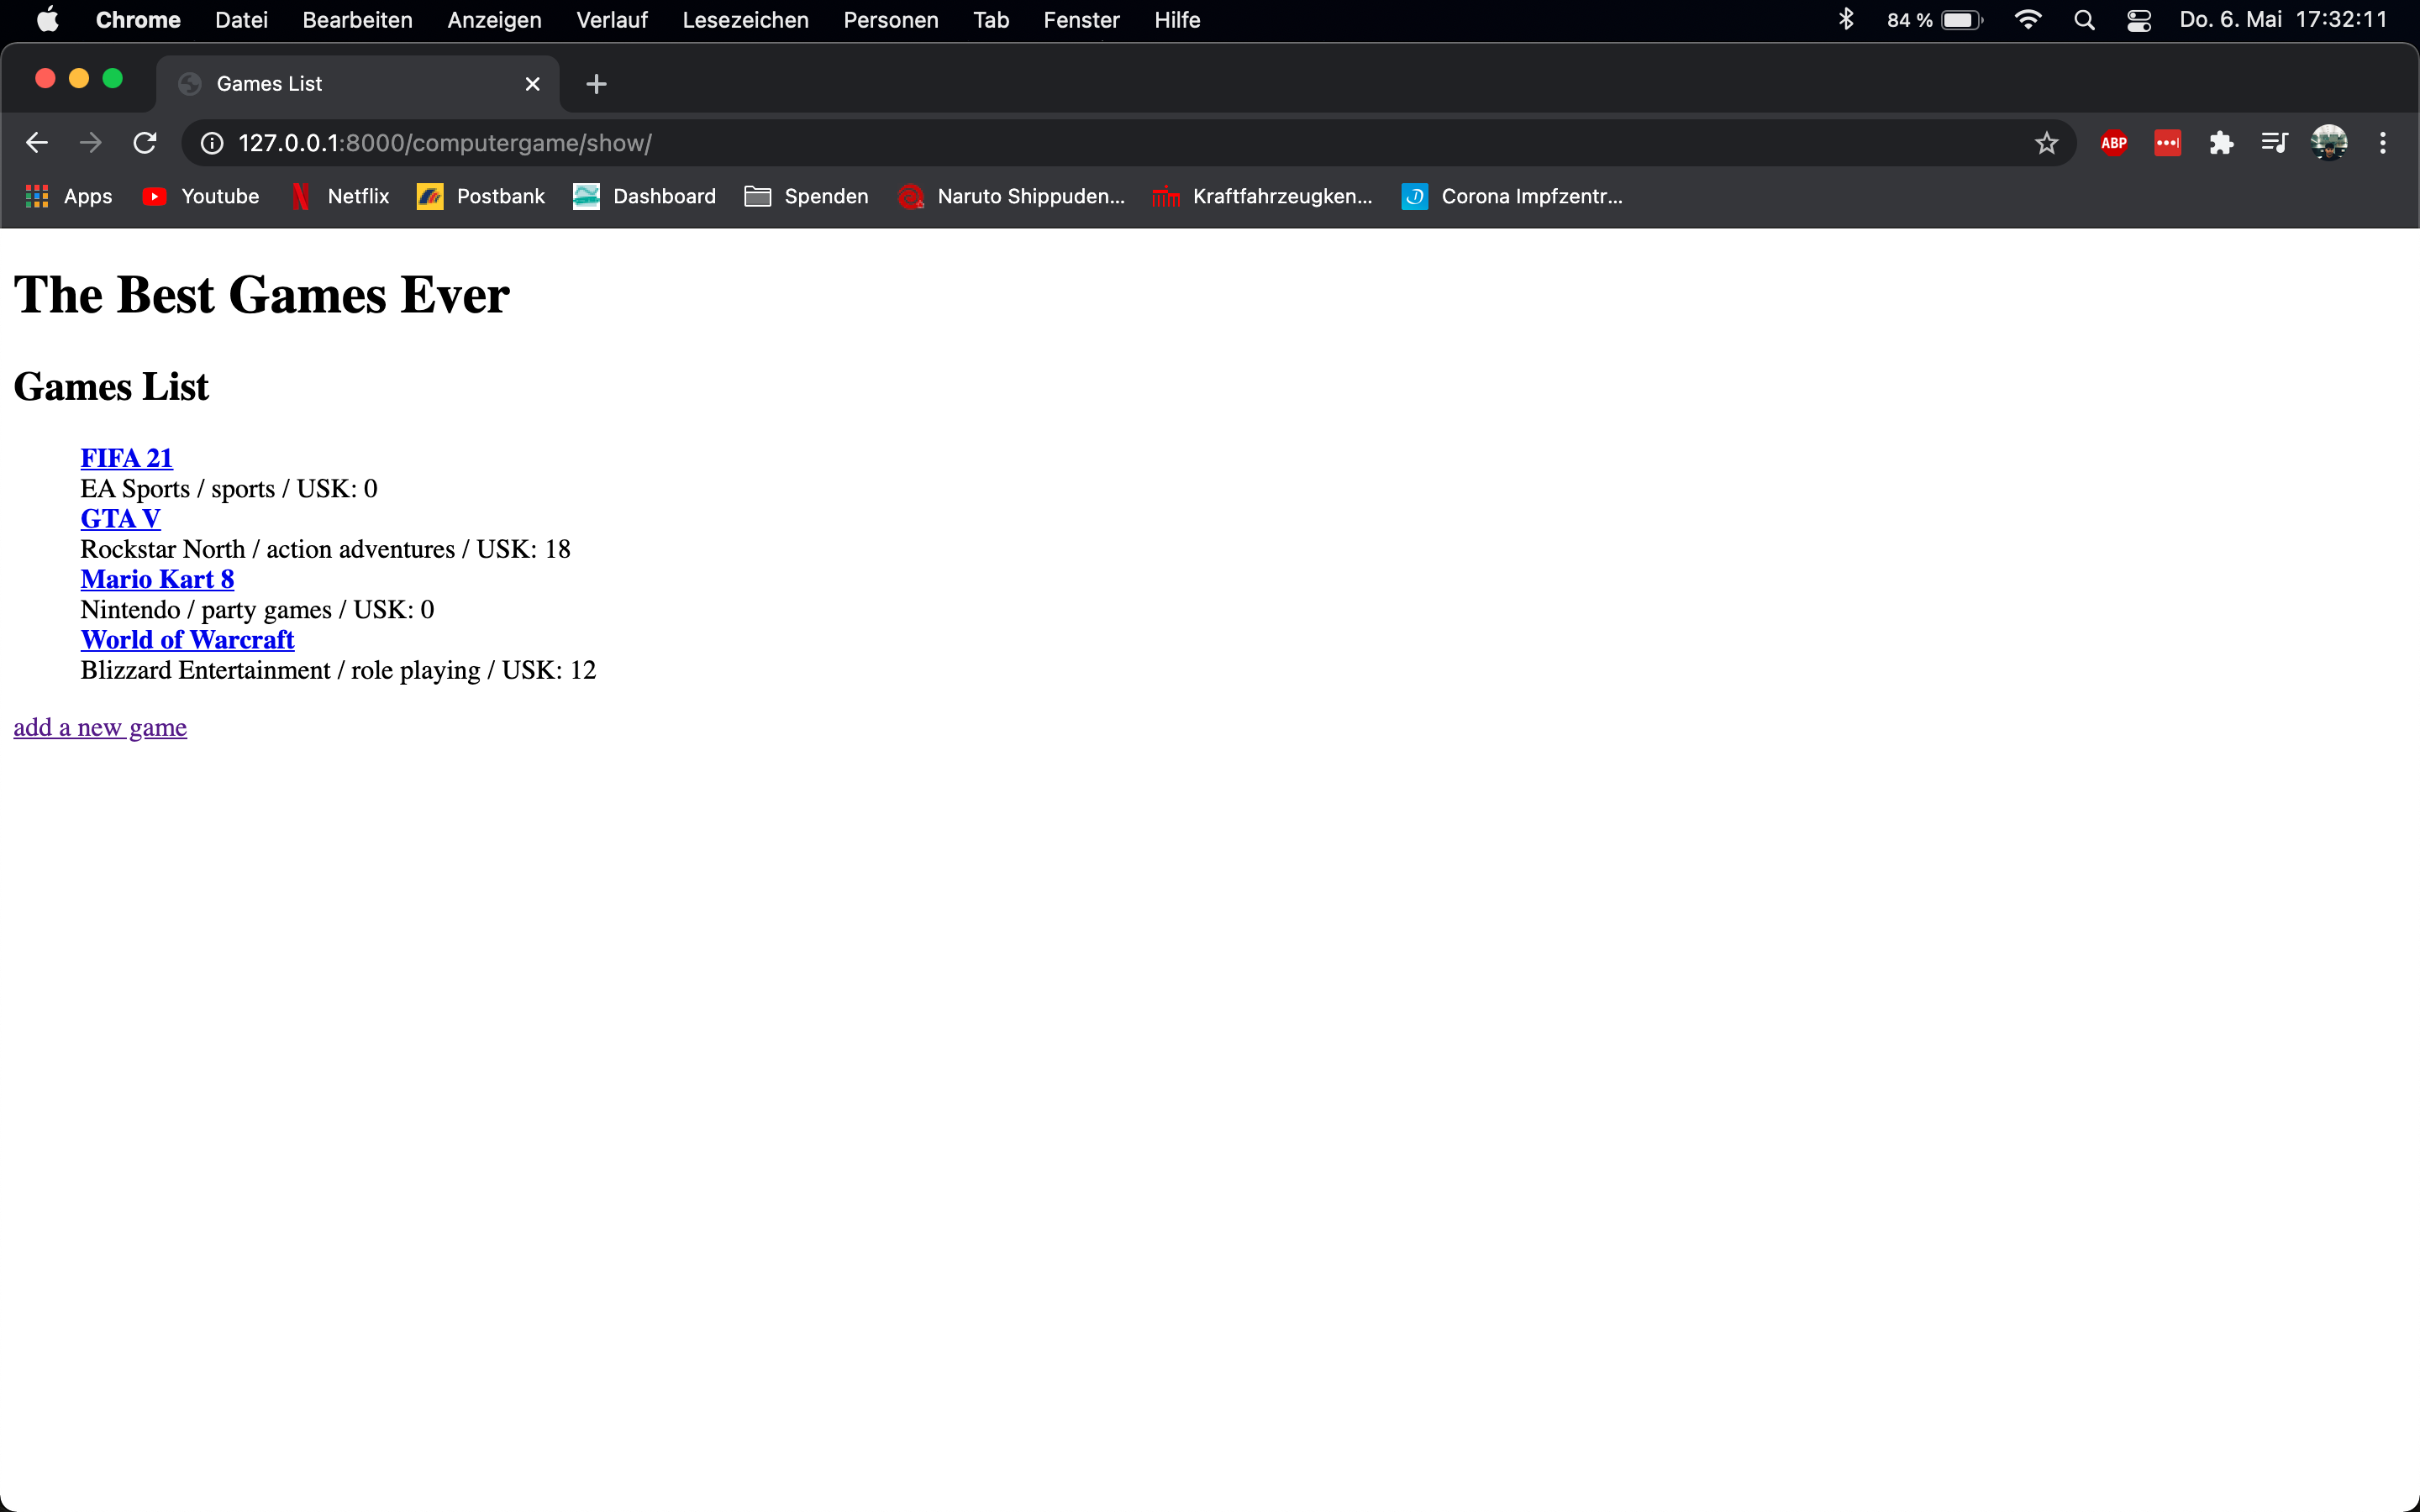 Chrome Datei Bearbeiten Anzeigen Verlauf Lesezeichen Personen Tab Fenster Hilfe 84 % Do. 6. Mai 17:32:11
Games List
127.0.0.1:8000/computergame/show/ ABP
Apps Youtube Netflix Postbank Dashboard Spenden Naruto Shippuden... Kraftfahrzeugken... Corona Impfzentr...
The Best Games Ever
Games List
FIFA 21
EA Sports / sports / USK: 0
GTA V
Rockstar North / action adventures / USK: 18
Mario Kart 8
Nintendo / party games / USK: 0
World of Warcraft
Blizzard Entertainment / role playing / USK: 12
add a new game